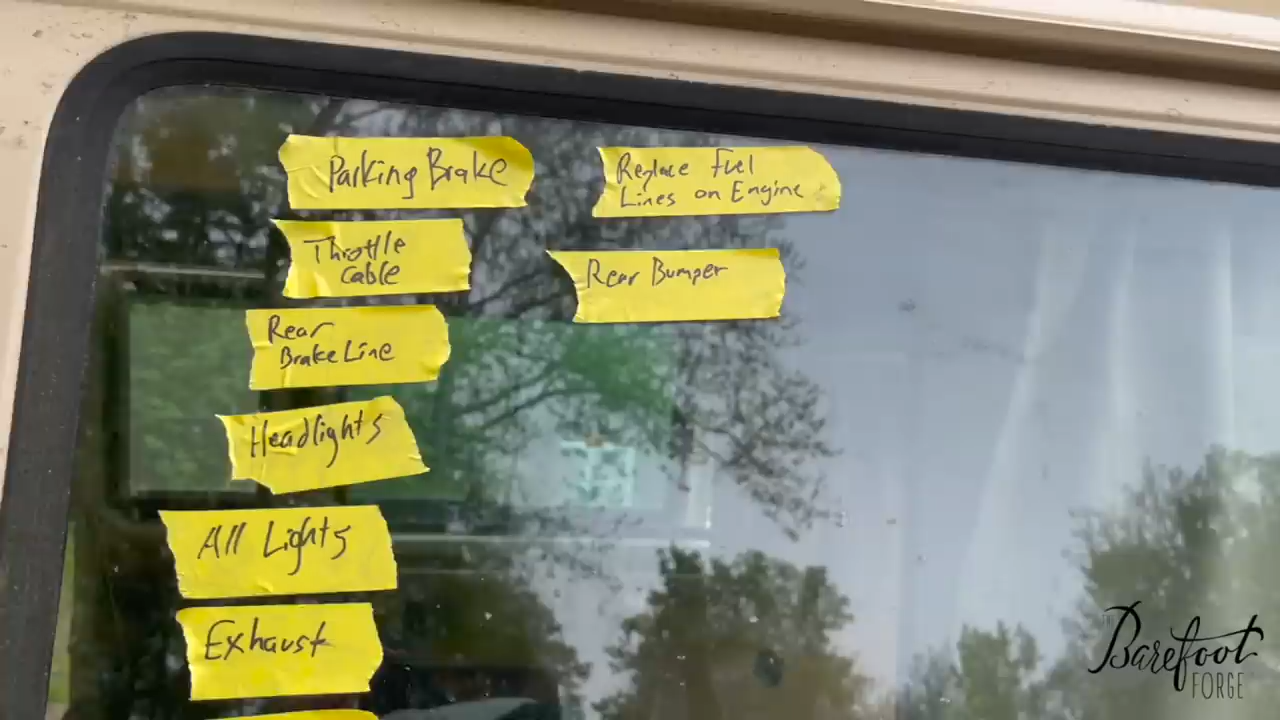 Parking Brake
Throttle
Cable
Rear
Brake Line
Headlights
All Lights
Exhaust
Replace Fuel
Lines on Engine
Rear Bumper
THE
Barefoot
FORGE